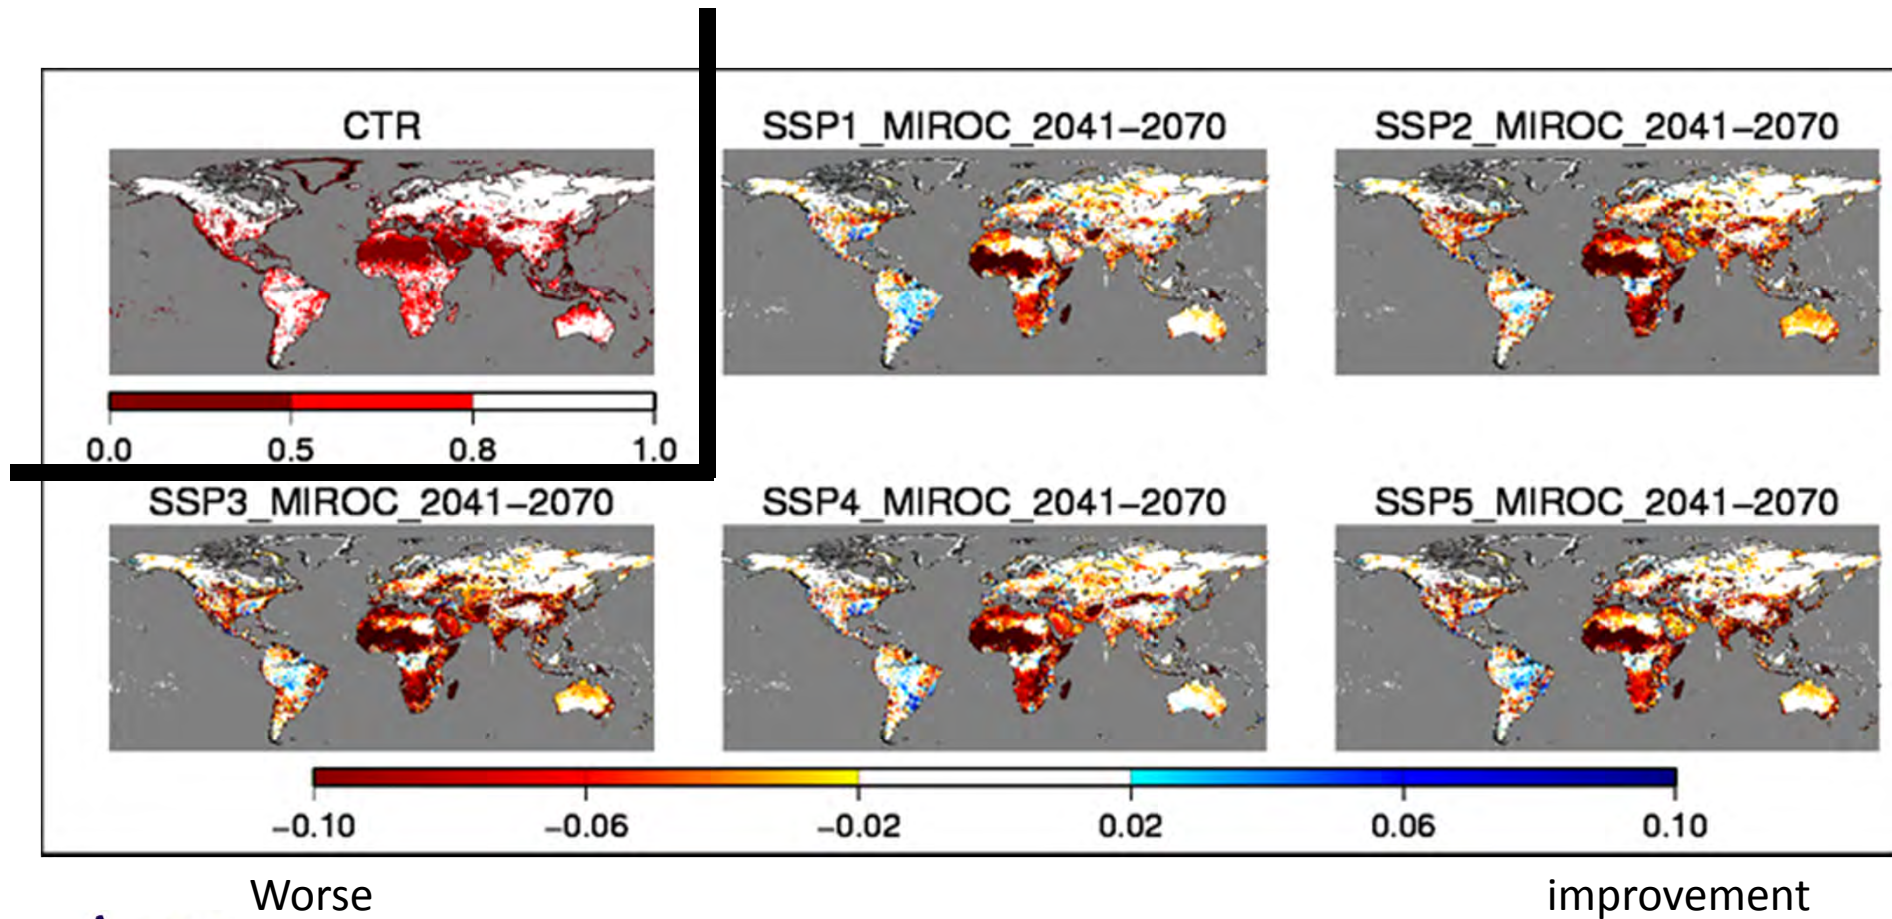 CTR
0.0 0.5 0.8 1.0
SSP1_MIROC_2041−2070
SSP2_MIROC_2041−2070
SSP3_MIROC_2041−2070
SSP4_MIROC_2041−2070
SSP5_MIROC_2041−2070
−0.10 −0.06 −0.02 0.02 0.06 0.10
Worse improvement